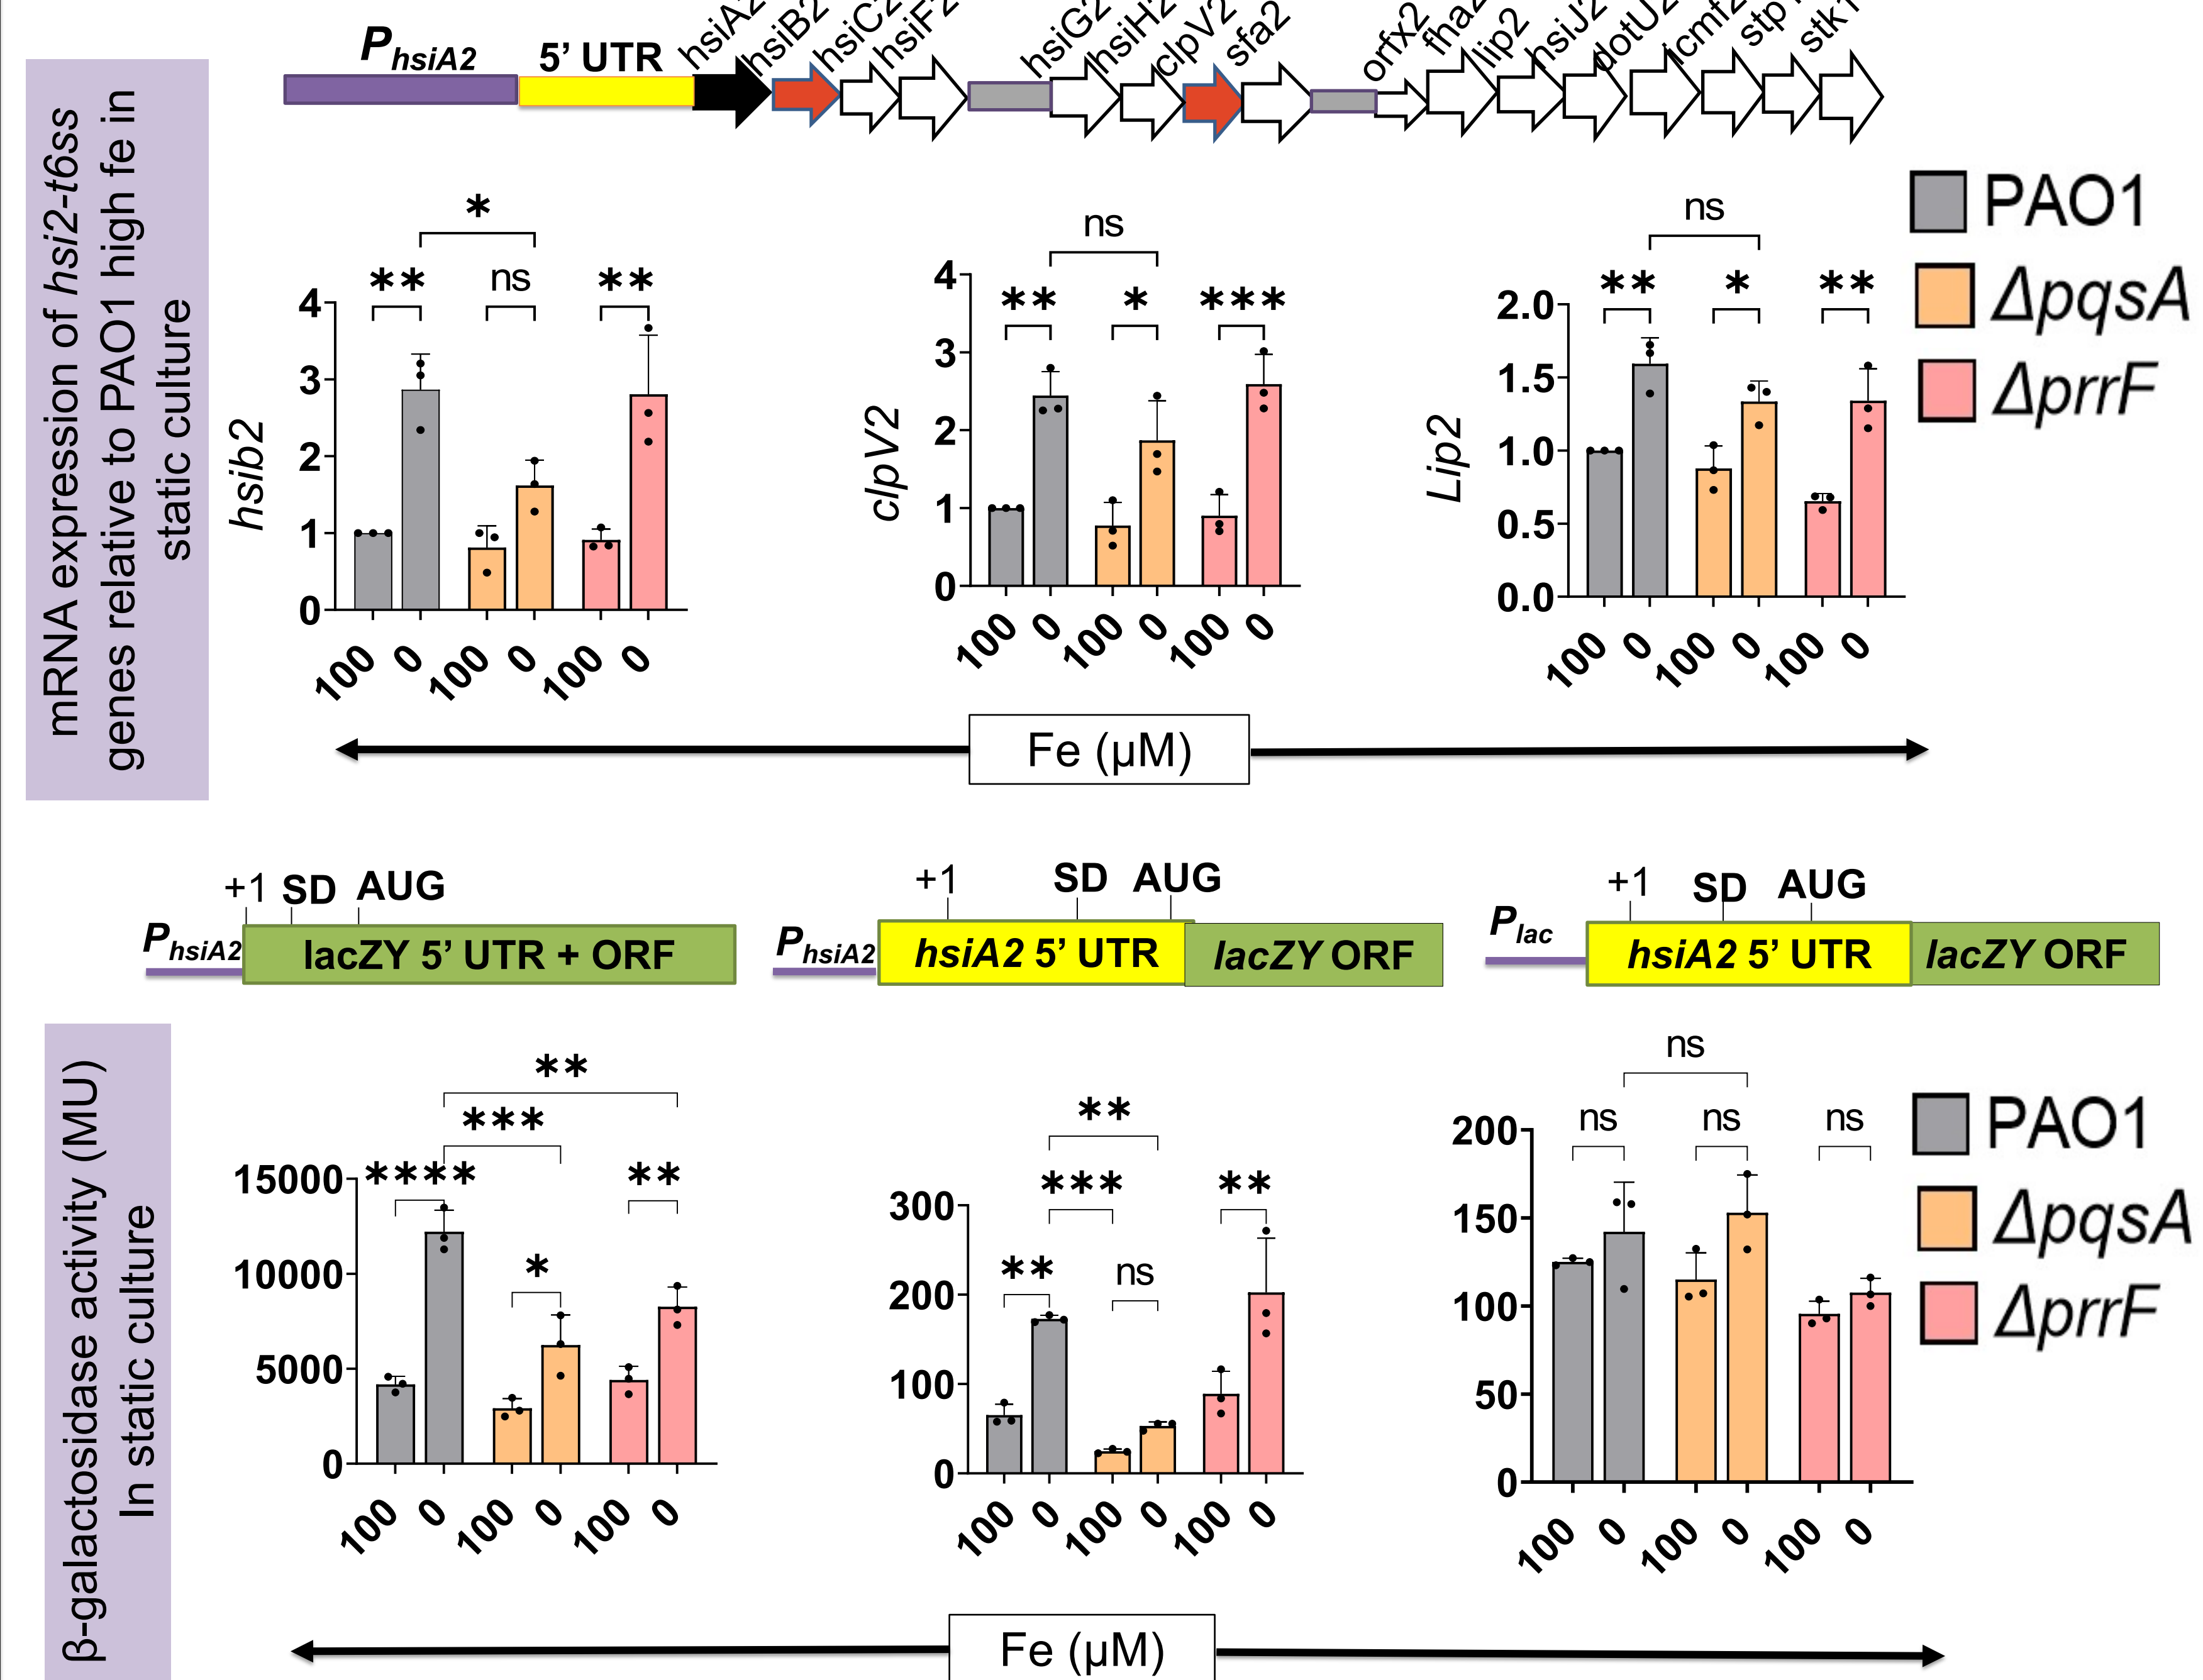 PhsiA2
5’ UTR
hsiA2
hsiB2
hsiC2
hsiF2
hsiG2
hsiH2
clpV2
sfa2
orfx2
fha2
lip2
hsiJ2
dotU2
icmf2
stk1
mRNA expression of hsi2-t6ss
genes relative to PAO1 high fe in
static culture
hsib2
4
3
2
1
0
*
** ns **
100 0 100 0 100 0
clpV2
4
3
2
1
0
ns
** * ***
100 0 100 0 100 0
Lip2
2.0
1.5
1.0
0.5
0.0
ns
** * **
100 0 100 0 100 0
PAO1
ΔpqsA
ΔprrF
Fe (µM)
+1 SD AUG
PhsiA2 lacZY 5’ UTR + ORF
+1 SD AUG
PhsiA2 hsiA2 5’ UTR lacZY ORF
+1 SD AUG
Plac hsiA2 5’ UTR lacZY ORF
β-galactosidase activity (MU)
In static culture
15000
10000
5000
0
**
***
**** **
*
100 0 100 0 100 0
300
200
100
0
**
*** **
** ns
100 0 100 0 100 0
200
150
100
50
0
ns
ns ns ns
100 0 100 0 100 0
PAO1
ΔpqsA
ΔprrF
Fe (µM)